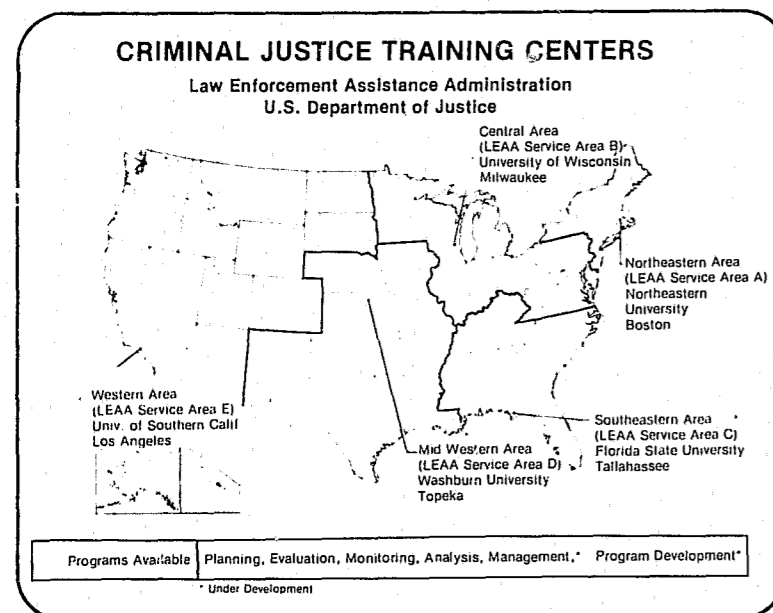 CRIMINAL JUSTICE TRAINING CENTERS
Law Enforcement Assistance Administration
U.S. Department of Justice
Central Area
(LEAA Service Area B)
University of Wisconsin
Milwaukee
Northeastern Area
(LEAA Service Area A)
Northeastern
University
Boston
Western Area
(LEAA Service Area E)
Univ. of Southern Calif
Los Angeles
Mid Western Area
(LEAA Service Area D)
Washburn University
Topeka
Southeastern Area
(LEAA Service Area C)
Florida State University
Tallahassee
Programs Available Planning, Evaluation, Monitoring, Analysis, Management,* Program Development*
* Under Development